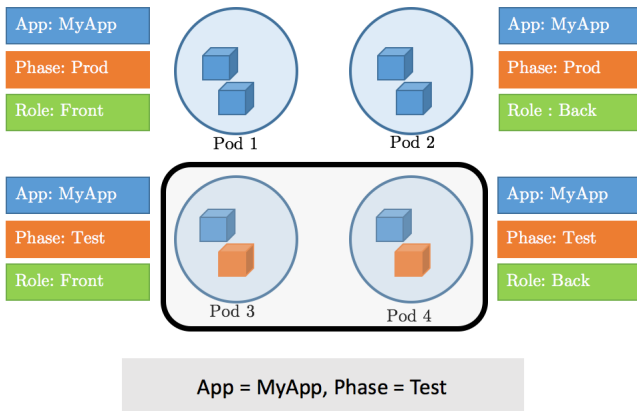 App: MyApp
Phase: Prod
Role: Front
Pod 1
Pod 2
App: MyApp
Phase: Prod
Role : Back
App: MyApp
Phase: Test
Role: Front
Pod 3
Pod 4
App: MyApp
Phase: Test
Role: Back
App = MyApp, Phase = Test